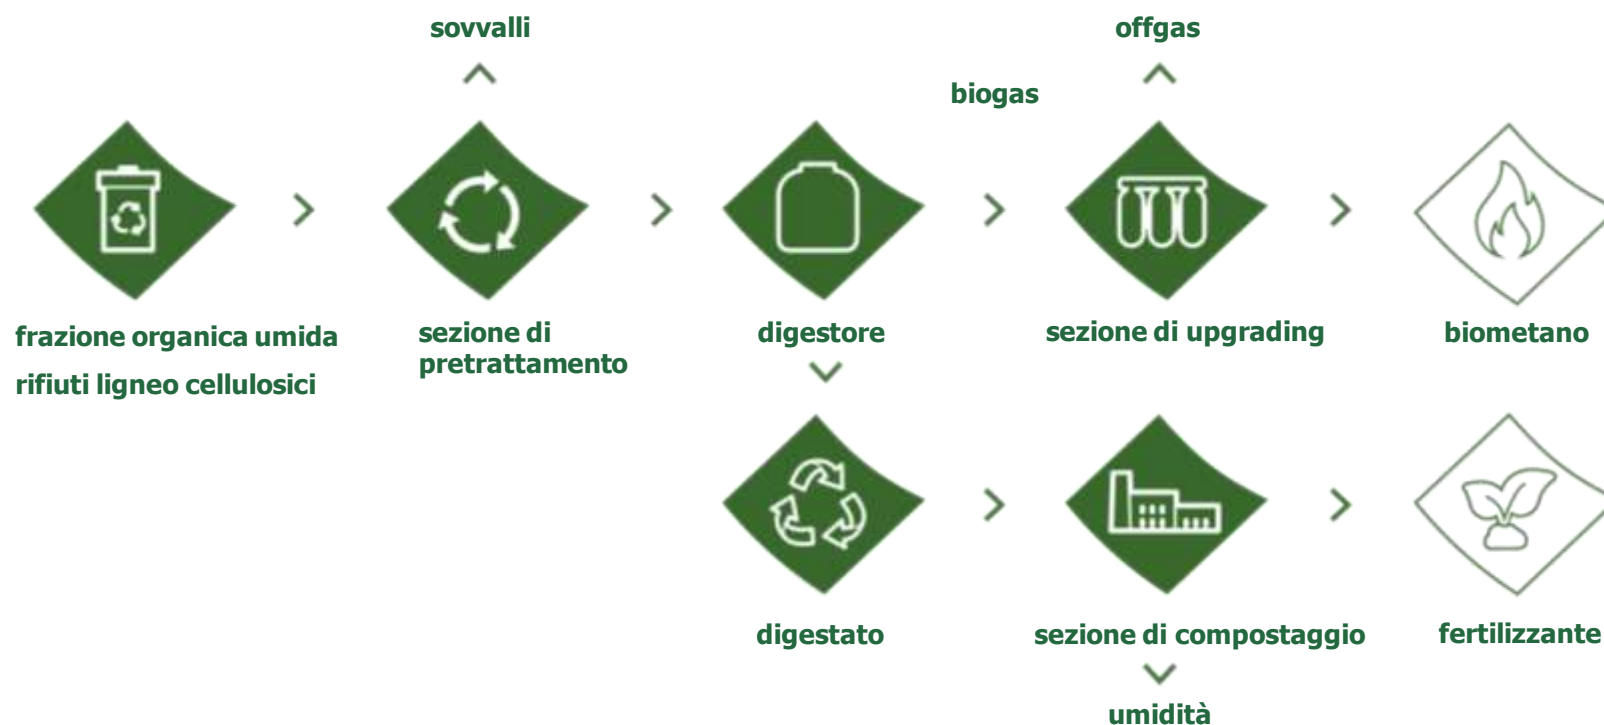 sovvalli
offgas
biogas
frazione organica umida
rifiuti ligneo cellulosici
sezione di
pretrattamento
digestore
sezione di upgrading
biometano
digestato
sezione di compostaggio
fertilizzante
umidità